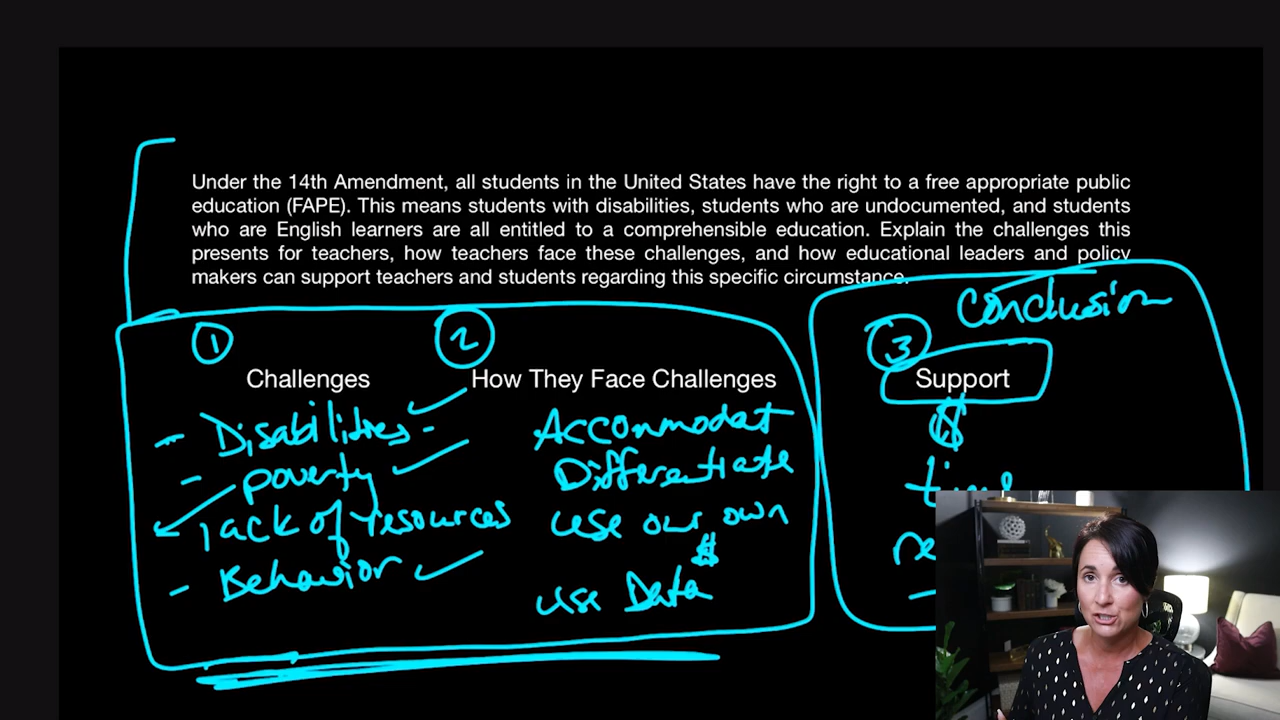 Under the 14th Amendment, all students in the United States have the right to a free appropriate public
education (FAPE). This means students with disabilities, students who are undocumented, and students
who are English learners are all entitled to a comprehensible education. Explain the challenges this
presents for teachers, how teachers face these challenges, and how educational leaders and policy
makers can support teachers and students regarding this specific circumstance.
Conclusion
1 2 3
Challenges How They Face Challenges Support
- Disabilities - Accommodat $
- poverty Differentiate time
lack of resources use our own $
- Behavior use Data